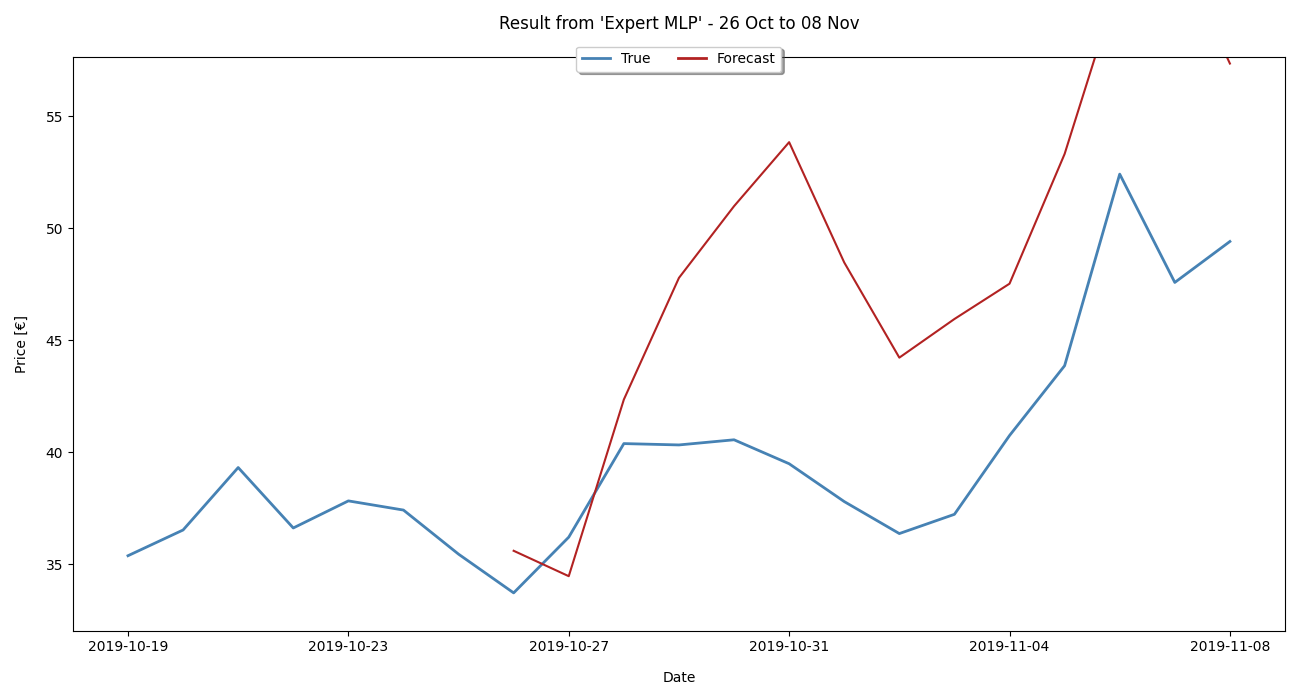 Result from 'Expert MLP' - 26 Oct to 08 Nov
True Forecast
55
50
45
40
35
Price [€]
2019-10-19 2019-10-23 2019-10-27 2019-10-31 2019-11-04 2019-11-08
Date